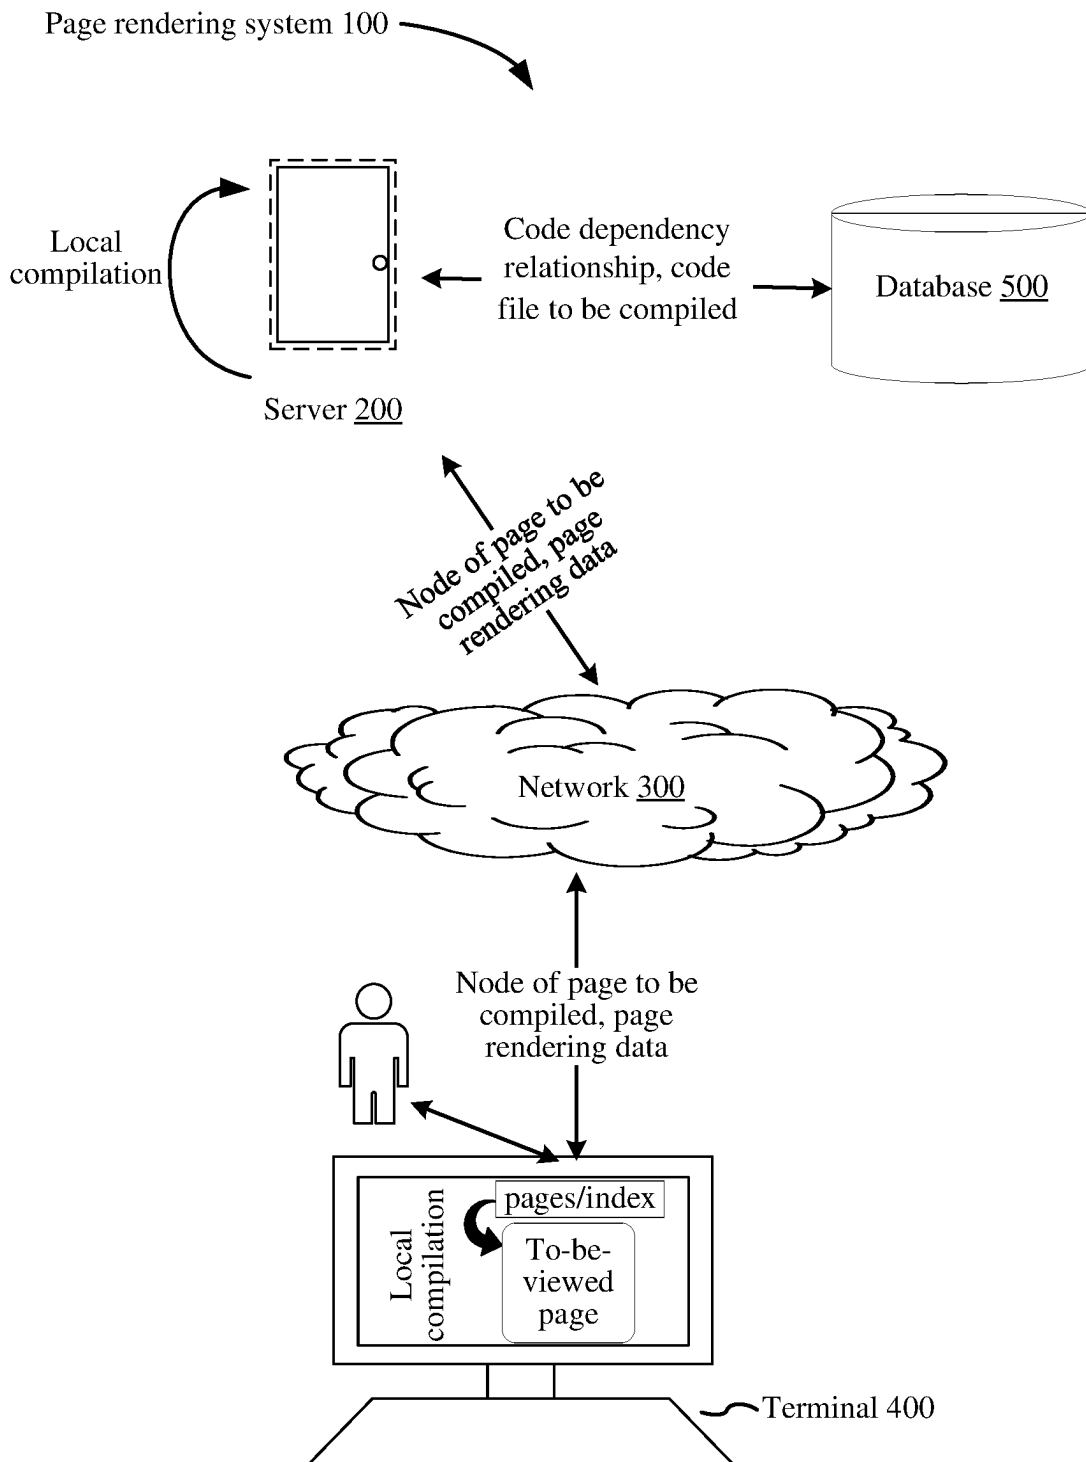 Page rendering system 100
Local
compilation
Code dependency
relationship, code
file to be compiled
Database 500
Server 200
Node of page to be
compiled, page
rendering data
Network 300
Node of page to be
compiled, page
rendering data
Local
compilation
pages/index
To-be-
viewed
page
Terminal 400